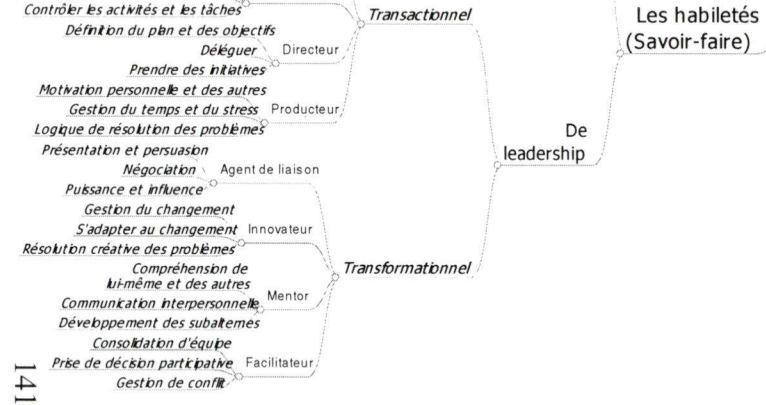 Contrôler les activités et les tâches
Transactionnel
Les habiletés
(Savoir-faire)
Définition du plan et des objectifs
Déléguer
Directeur
Prendre des initiatives
Motivation personnelle et des autres
Gestion du temps et du stress
Producteur
Logique de résolution des problèmes
De
leadership
Présentation et persuasion
Négociation
Agent de liaison
Puissance et influence
Gestion du changement
S'adapter au changement
Innovateur
Résolution créative des problèmes
Transformationnel
Compréhension de
lui-même et des autres
Mentor
Communication interpersonnelle
Développement des subalternes
Consolidation d'équipe
Prise de décision participative
Facilitateur
Gestion de conflit
141